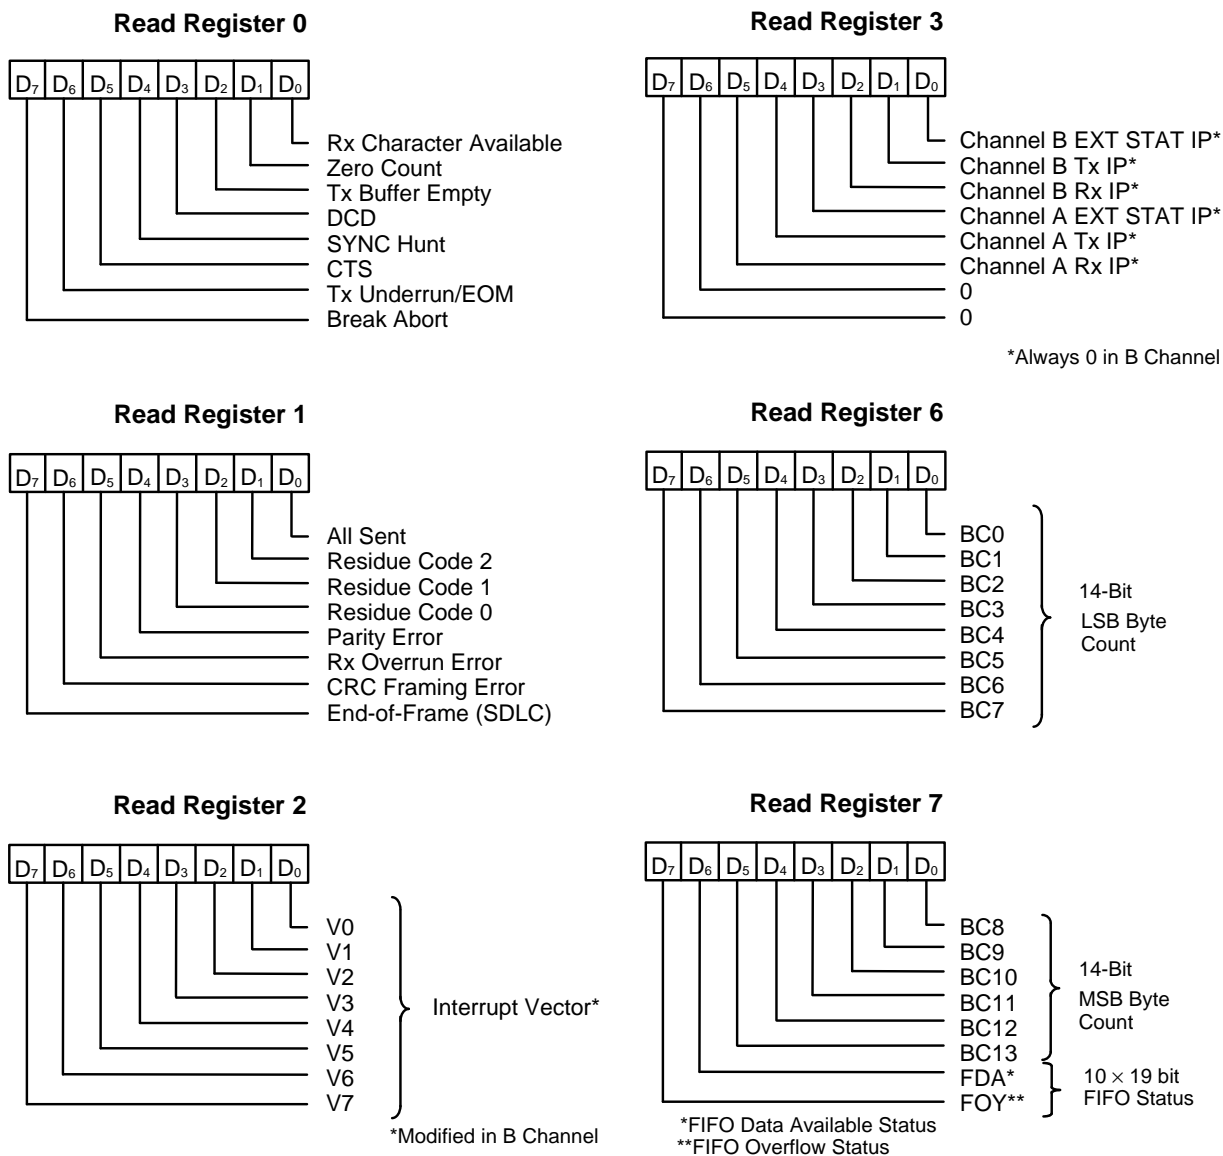 Read Register 0
D7 D6 D5 D4 D3 D2 D1 D0
Rx Character Available
Zero Count
Tx Buffer Empty
DCD
SYNC Hunt
CTS
Tx Underrun/EOM
Break Abort
Read Register 3
D7 D6 D5 D4 D3 D2 D1 D0
Channel B EXT STAT IP*
Channel B Tx IP*
Channel B Rx IP*
Channel A EXT STAT IP*
Channel A Tx IP*
Channel A Rx IP*
0
0
*Always 0 in B Channel
Read Register 1
D7 D6 D5 D4 D3 D2 D1 D0
All Sent
Residue Code 2
Residue Code 1
Residue Code 0
Parity Error
Rx Overrun Error
CRC Framing Error
End-of-Frame (SDLC)
Read Register 6
D7 D6 D5 D4 D3 D2 D1 D0
BC0
BC1
BC2
BC3
BC4
BC5
BC6
BC7
14-Bit
LSB Byte
Count
Read Register 2
D7 D6 D5 D4 D3 D2 D1 D0
V0
V1
V2
V3
V4
V5
V6
V7
Interrupt Vector*
*Modified in B Channel
Read Register 7
D7 D6 D5 D4 D3 D2 D1 D0
BC8
BC9
BC10
BC11
BC12
BC13
FDA*
FOY**
14-Bit
MSB Byte
Count
10 × 19 bit
FIFO Status
*FIFO Data Available Status
**FIFO Overflow Status